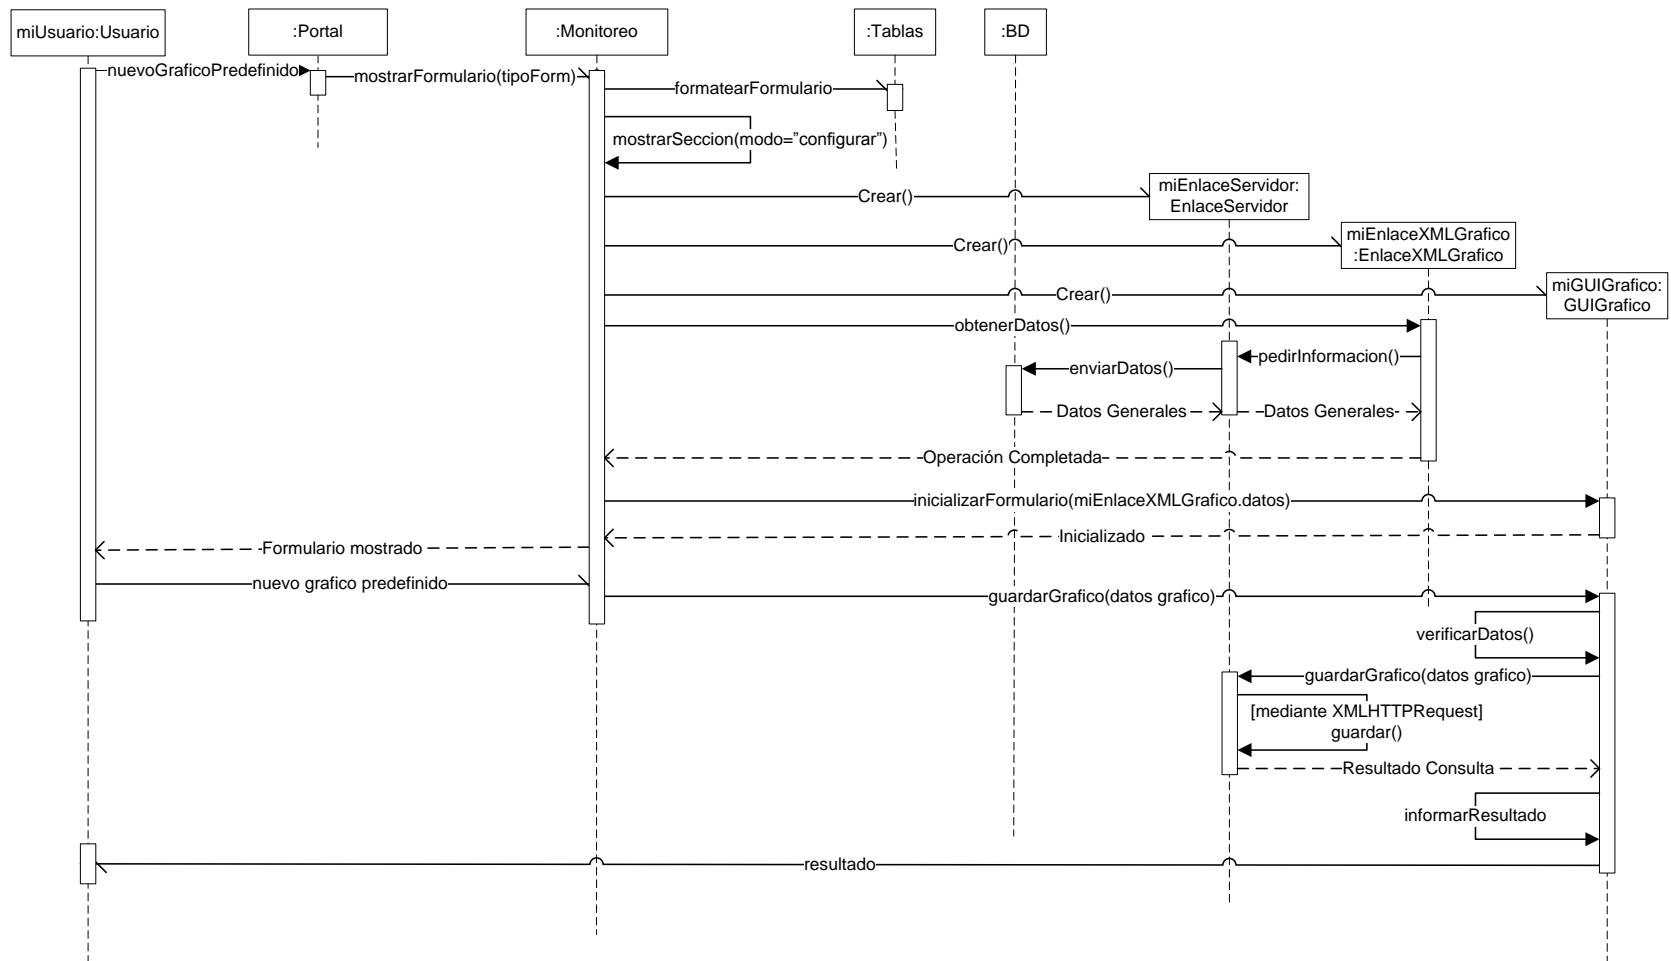 miUsuario:Usuario
:Portal
:Monitoreo
:Tablas
:BD
nuevoGraficoPredefinido
mostrarFormulario(tipoForm)
formatearFormulario
mostrarSeccion(modo=”configurar”)
Crear()
miEnlaceServidor:
EnlaceServidor
Crear()
miEnlaceXMLGrafico
:EnlaceXMLGrafico
Crear()
miGUIGrafico:
GUIGrafico
obtenerDatos()
pedirInformacion()
enviarDatos()
Datos Generales
Datos Generales
Operación Completada
inicializarFormulario(miEnlaceXMLGrafico.datos)
Inicializado
Formulario mostrado
nuevo grafico predefinido
guardarGrafico(datos grafico)
verificarDatos()
guardarGrafico(datos grafico)
[mediante XMLHTTPRequest]
guardar()
Resultado Consulta
informarResultado
resultado